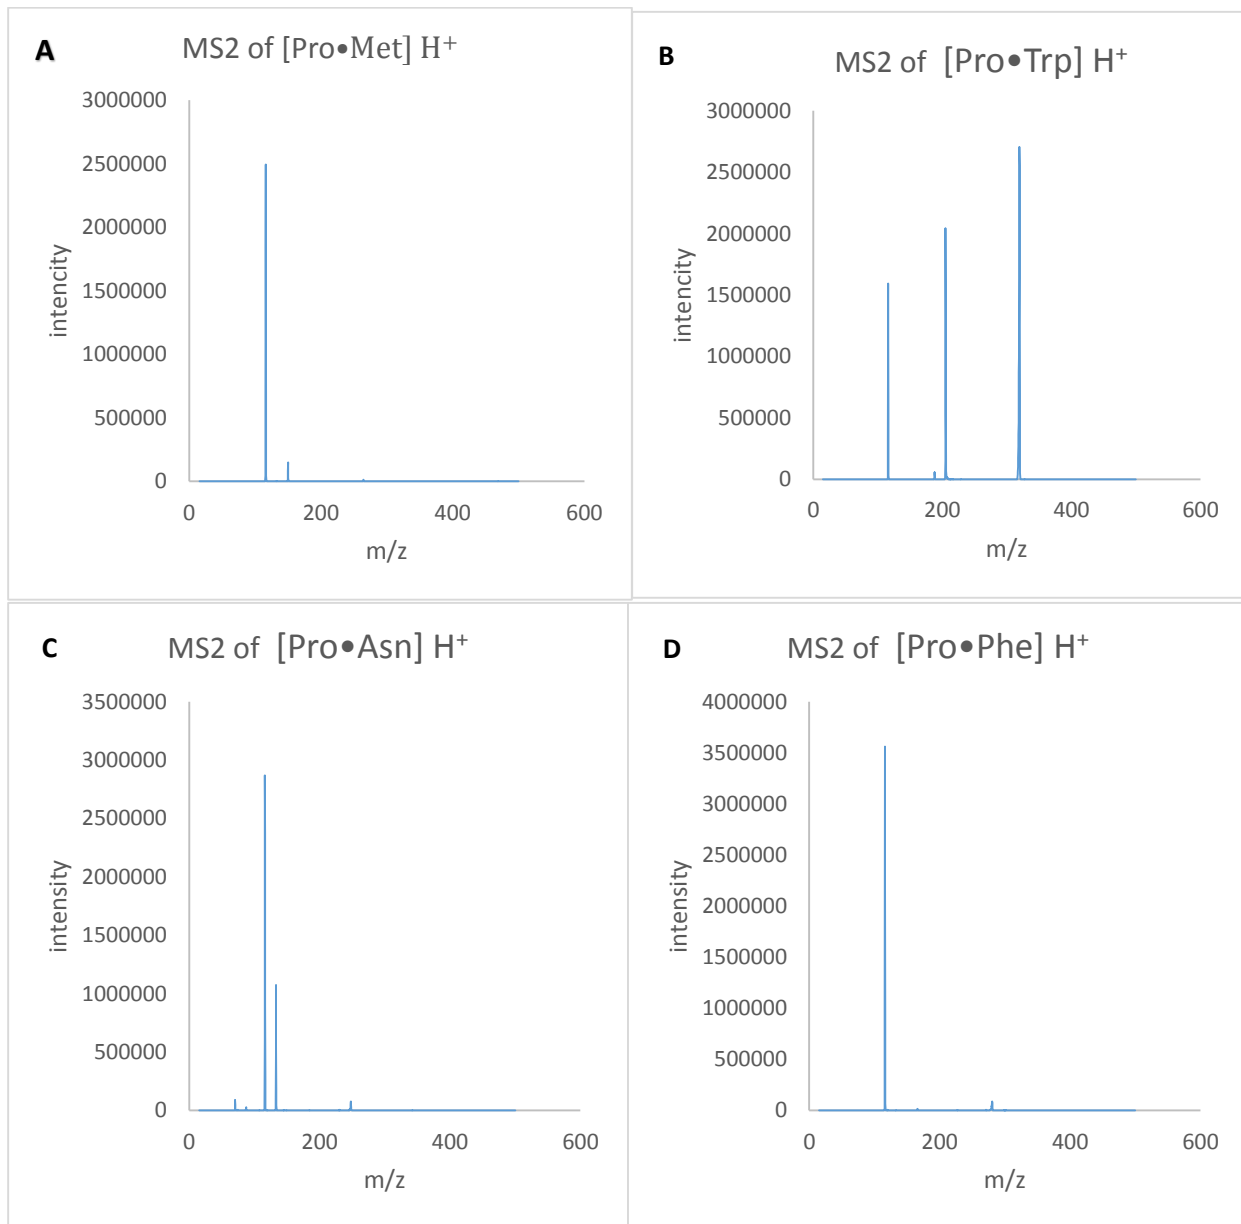 A
MS2 of [Pro●Met] H+
3000000
2500000
2000000
1500000
1000000
500000
0
intencity
0 200 400 600
m/z
B
MS2 of [Pro●Trp] H+
3000000
2500000
2000000
1500000
1000000
500000
0
intencity
0 200 400 600
m/z
C
MS2 of [Pro●Asn] H+
3500000
3000000
2500000
2000000
1500000
1000000
500000
0
intensity
0 200 400 600
m/z
D
MS2 of [Pro●Phe] H+
4000000
3500000
3000000
2500000
2000000
1500000
1000000
500000
0
intensity
0 200 400 600
m/z